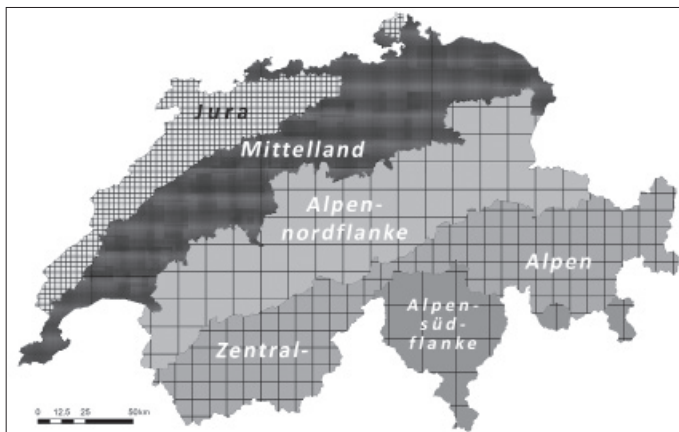 Jura
Mittelland
Alpen-
nordflanke
Alpen
Alpen-
süd-
flanke
Zentral-
0 12.5 25 50km